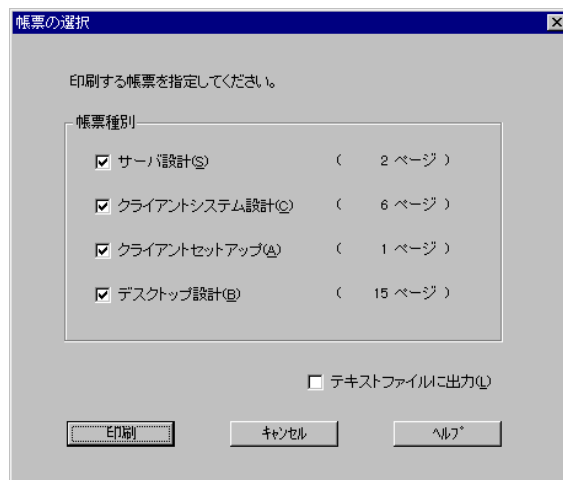 帳票の選択
印刷する帳票を指定してください。
帳票種別
サーバ設計(S) ( 2 ページ )
クライアントシステム設計(C) ( 6 ページ )
クライアントセットアップ(A) ( 1 ページ )
デスクトップ設計(B) ( 15 ページ )
テキストファイルに出力(L)
印刷 キャンセル ヘルプ